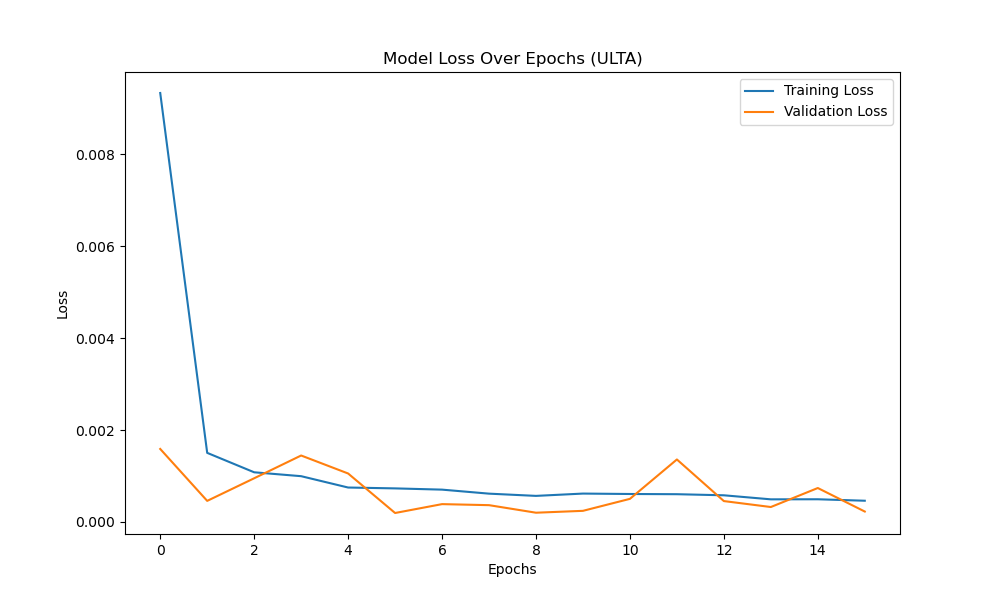 Model Loss Over Epochs (ULTA)
Training Loss
Validation Loss
0.008
0.006
0.004
0.002
0.000
Loss
0 2 4 6 8 10 12 14
Epochs